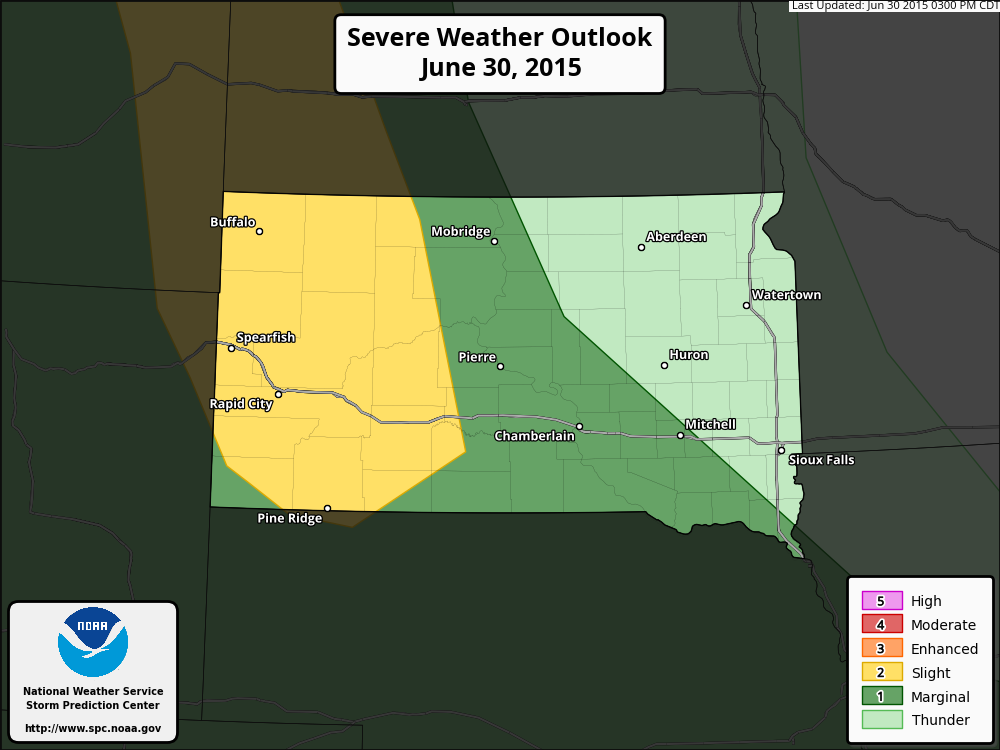 Last Updated: Jun 30 2015 0300 PM CDT
Severe Weather Outlook
June 30, 2015
Buffalo
Mobridge
Aberdeen
Watertown
Spearfish
Pierre
Huron
Rapid City
Chamberlain
Mitchell
Sioux Falls
Pine Ridge
5 High
4 Moderate
3 Enhanced
2 Slight
1 Marginal
Thunder
NOAA
National Weather Service
Storm Prediction Center
http://www.spc.noaa.gov